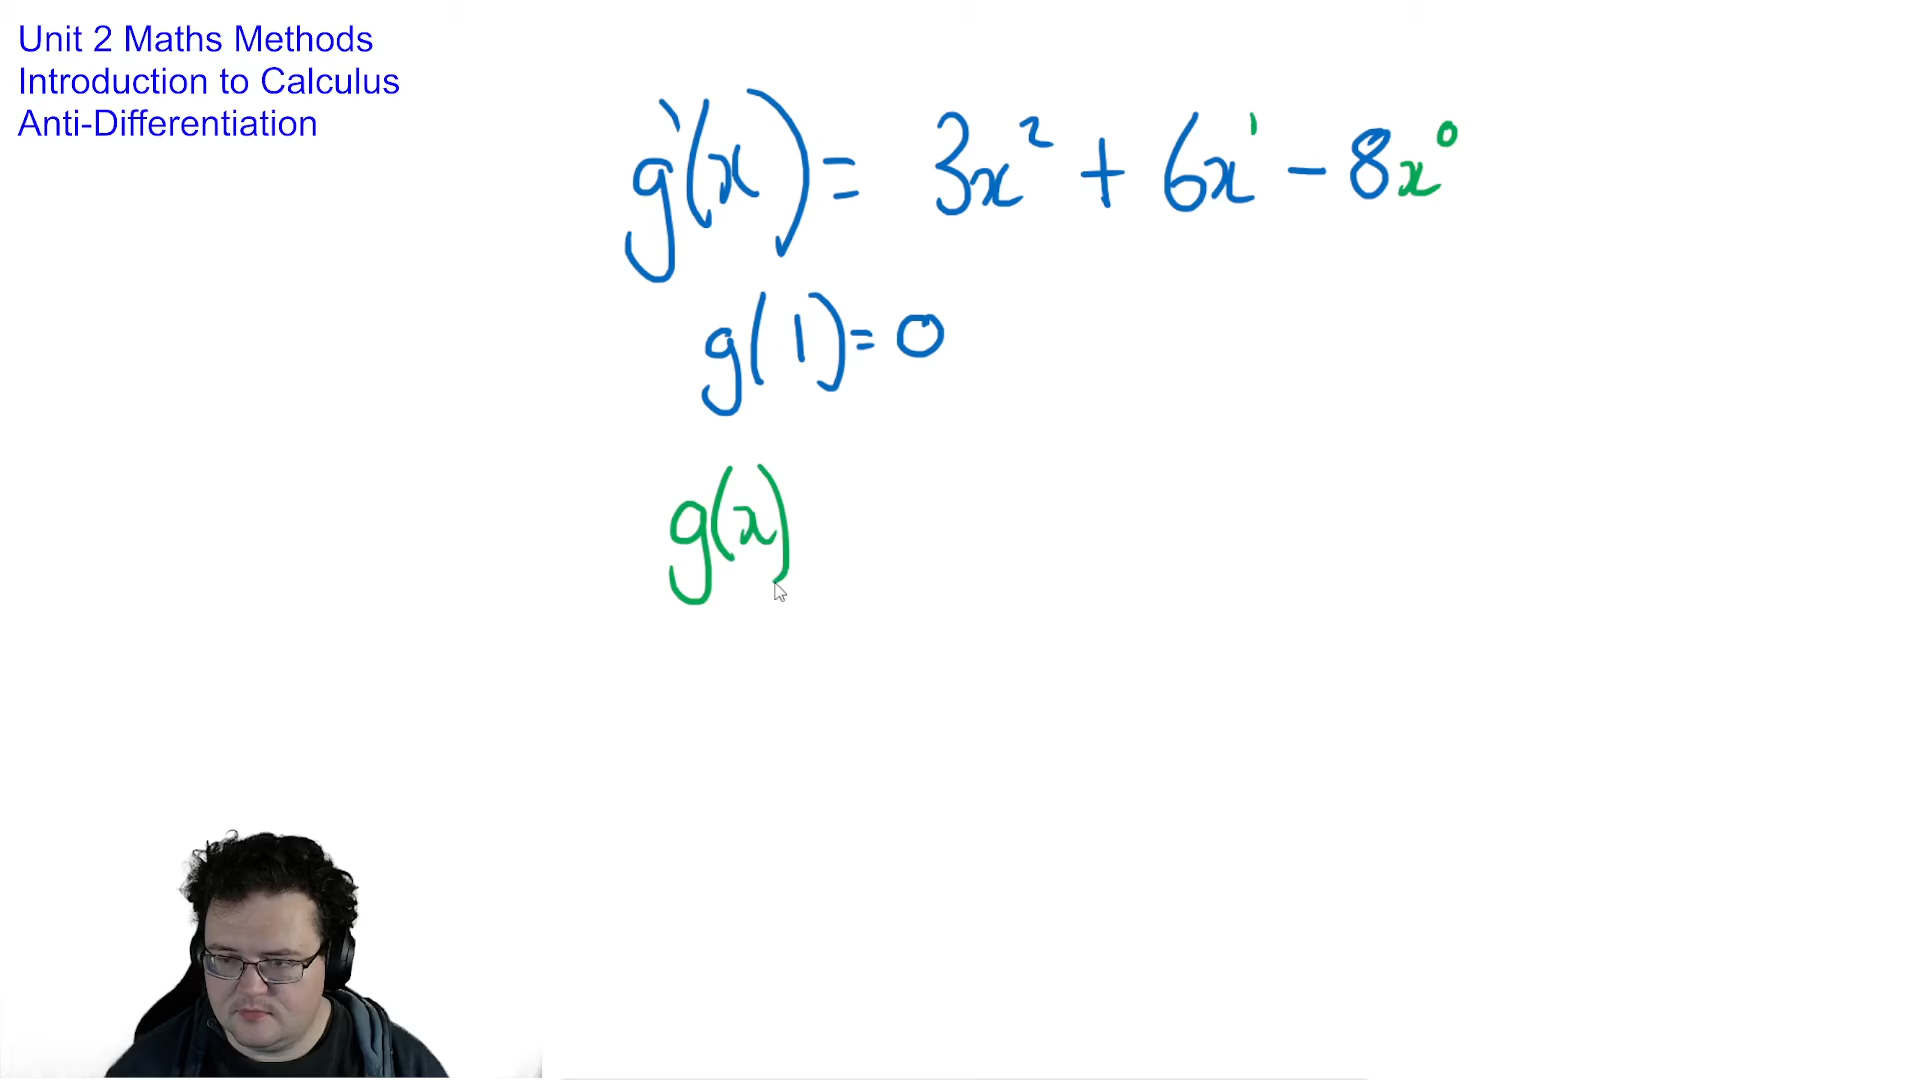 Unit 2 Maths Methods
Introduction to Calculus
Anti-Differentiation
g'(x) = 3x² + 6x¹ - 8x⁰
g(1) = 0
g(x)